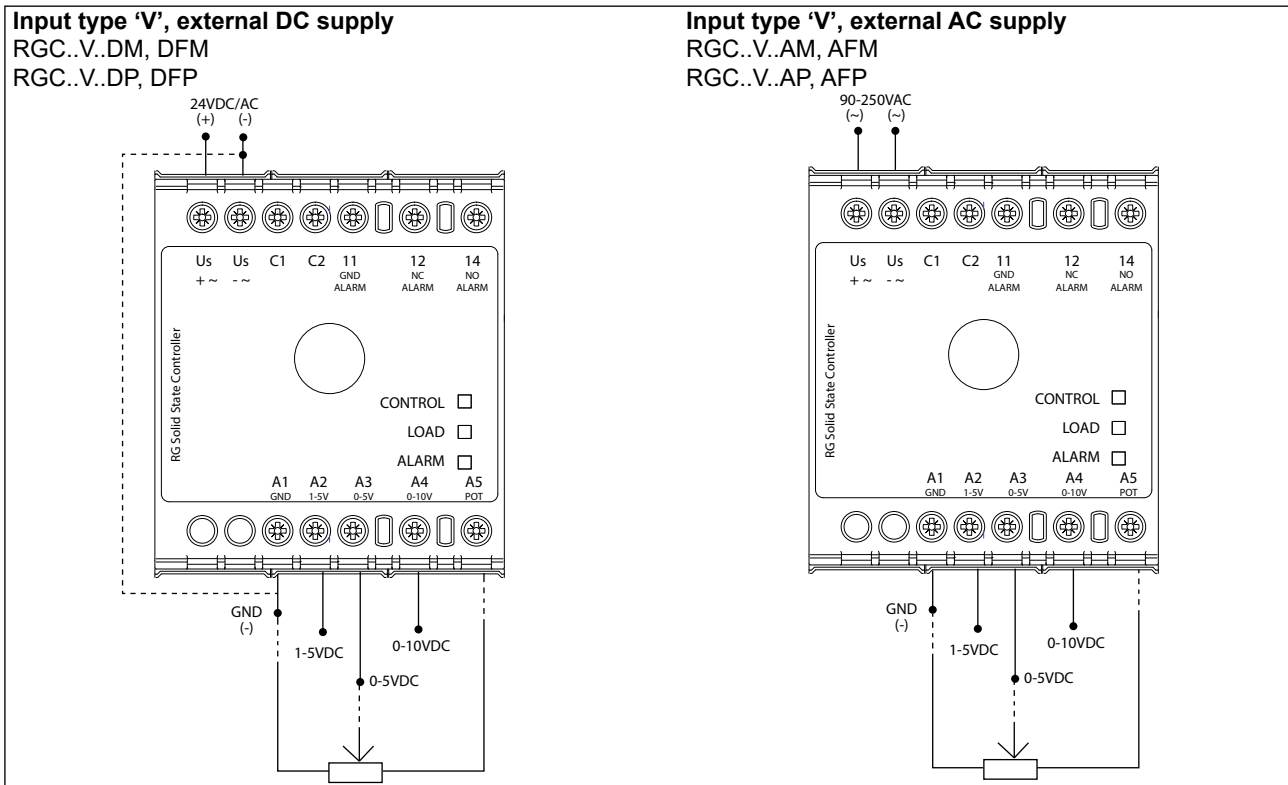 Input type ‘V’, external DC supply
RGC..V..DM, DFM
RGC..V..DP, DFP
24VDC/AC
(+) (-)
Us Us C1 C2 11 12 14
+ ~ - ~ GND NC NO
ALARM ALARM ALARM
RG Solid State Controller
CONTROL
LOAD
ALARM
A1 A2 A3 A4 A5
GND 1-5V 0-5V 0-10V POT
GND
(-)
1-5VDC
0-10VDC
0-5VDC
Input type ‘V’, external AC supply
RGC..V..AM, AFM
RGC..V..AP, AFP
90-250VAC
(~) (~)
Us Us C1 C2 11 12 14
+ ~ - ~ GND NC NO
ALARM ALARM ALARM
RG Solid State Controller
CONTROL
LOAD
ALARM
A1 A2 A3 A4 A5
GND 1-5V 0-5V 0-10V POT
GND
(-)
1-5VDC
0-10VDC
0-5VDC